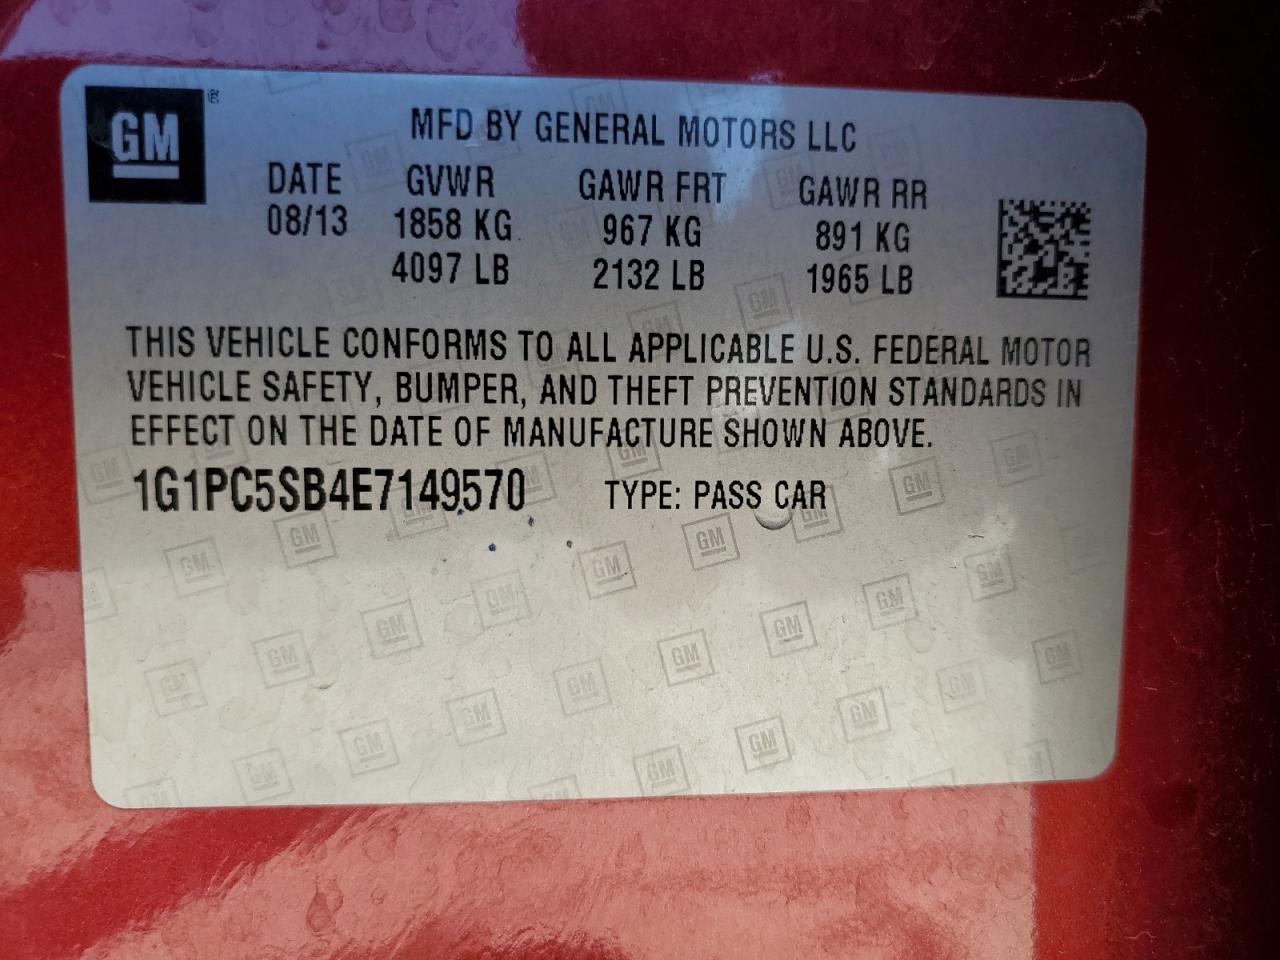 GM®
MFD BY GENERAL MOTORS LLC
DATE GVWR GAWR FRT GAWR RR
08/13 1858 KG 967 KG 891 KG
4097 LB 2132 LB 1965 LB
THIS VEHICLE CONFORMS TO ALL APPLICABLE U.S. FEDERAL MOTOR
VEHICLE SAFETY, BUMPER, AND THEFT PREVENTION STANDARDS IN
EFFECT ON THE DATE OF MANUFACTURE SHOWN ABOVE.
1G1PC5SB4E7149570 TYPE: PASS CAR